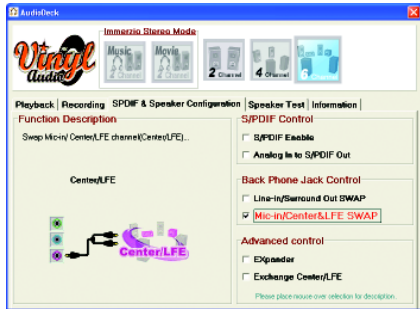 AudioDeck
Vinyl Audio
Immerzio Stereo Mode
Music 2 Channel
Movie 2 Channel
2 Channel
4 Channel
6
Playback Recording SPDIF & Speaker Configuration Speaker Test Information
Function Description
Swap Mic-in/ Center/LFE channel(Center/LFE)...
Center/LFE
Center/LFE
S/PDIF Control
S/PDIF Enable
Analog In to S/PDIF Out
Back Phone Jack Control
Line-in/Surround Out SWAP
Mic-in/Center&LFE SWAP
Advanced control
EXpander
Exchange Center/LFE
Please place mouse over selection for description.